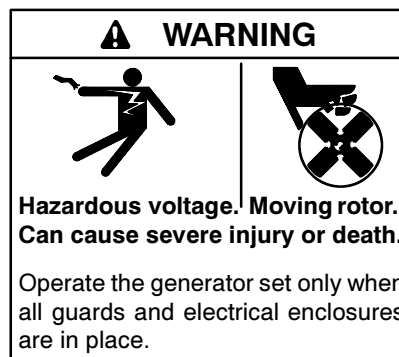 WARNING
Hazardous voltage. Moving rotor.
Can cause severe injury or death.
Operate the generator set only when
all guards and electrical enclosures
are in place.